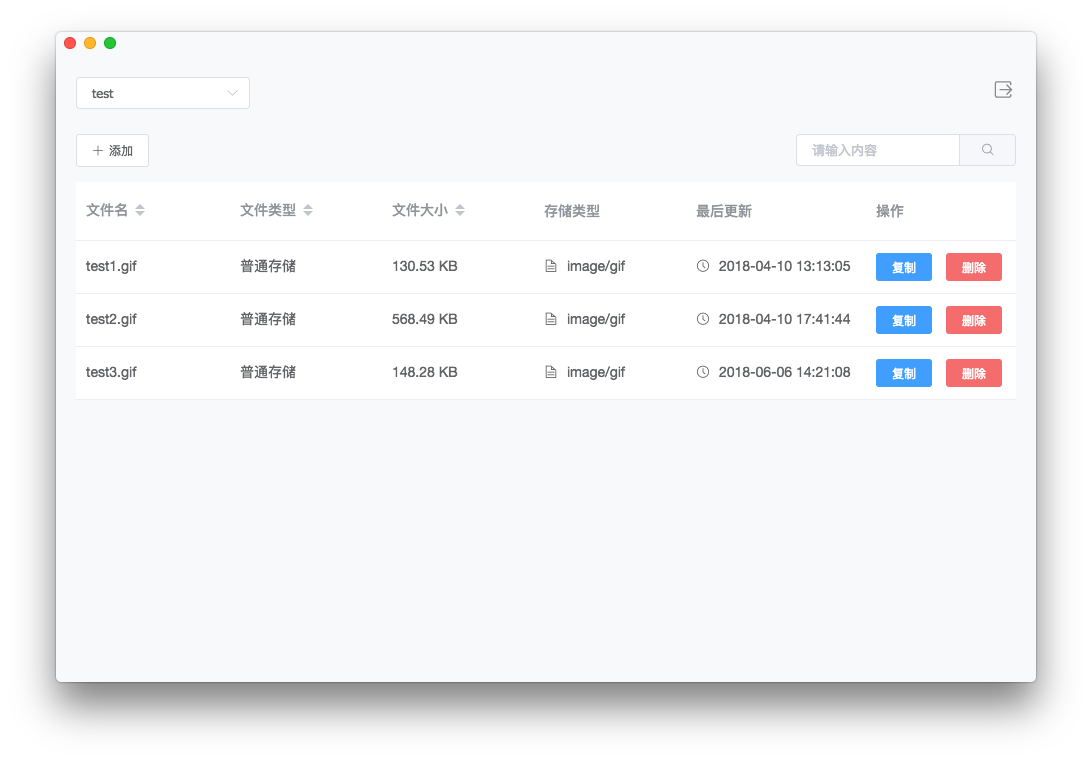 test
添加
请输入内容
文件名 文件类型 文件大小 存储类型 最后更新 操作
test1.gif 普通存储 130.53 KB image/gif 2018-04-10 13:13:05 复制 删除
test2.gif 普通存储 568.49 KB image/gif 2018-04-10 17:41:44 复制 删除
test3.gif 普通存储 148.28 KB image/gif 2018-06-06 14:21:08 复制 删除